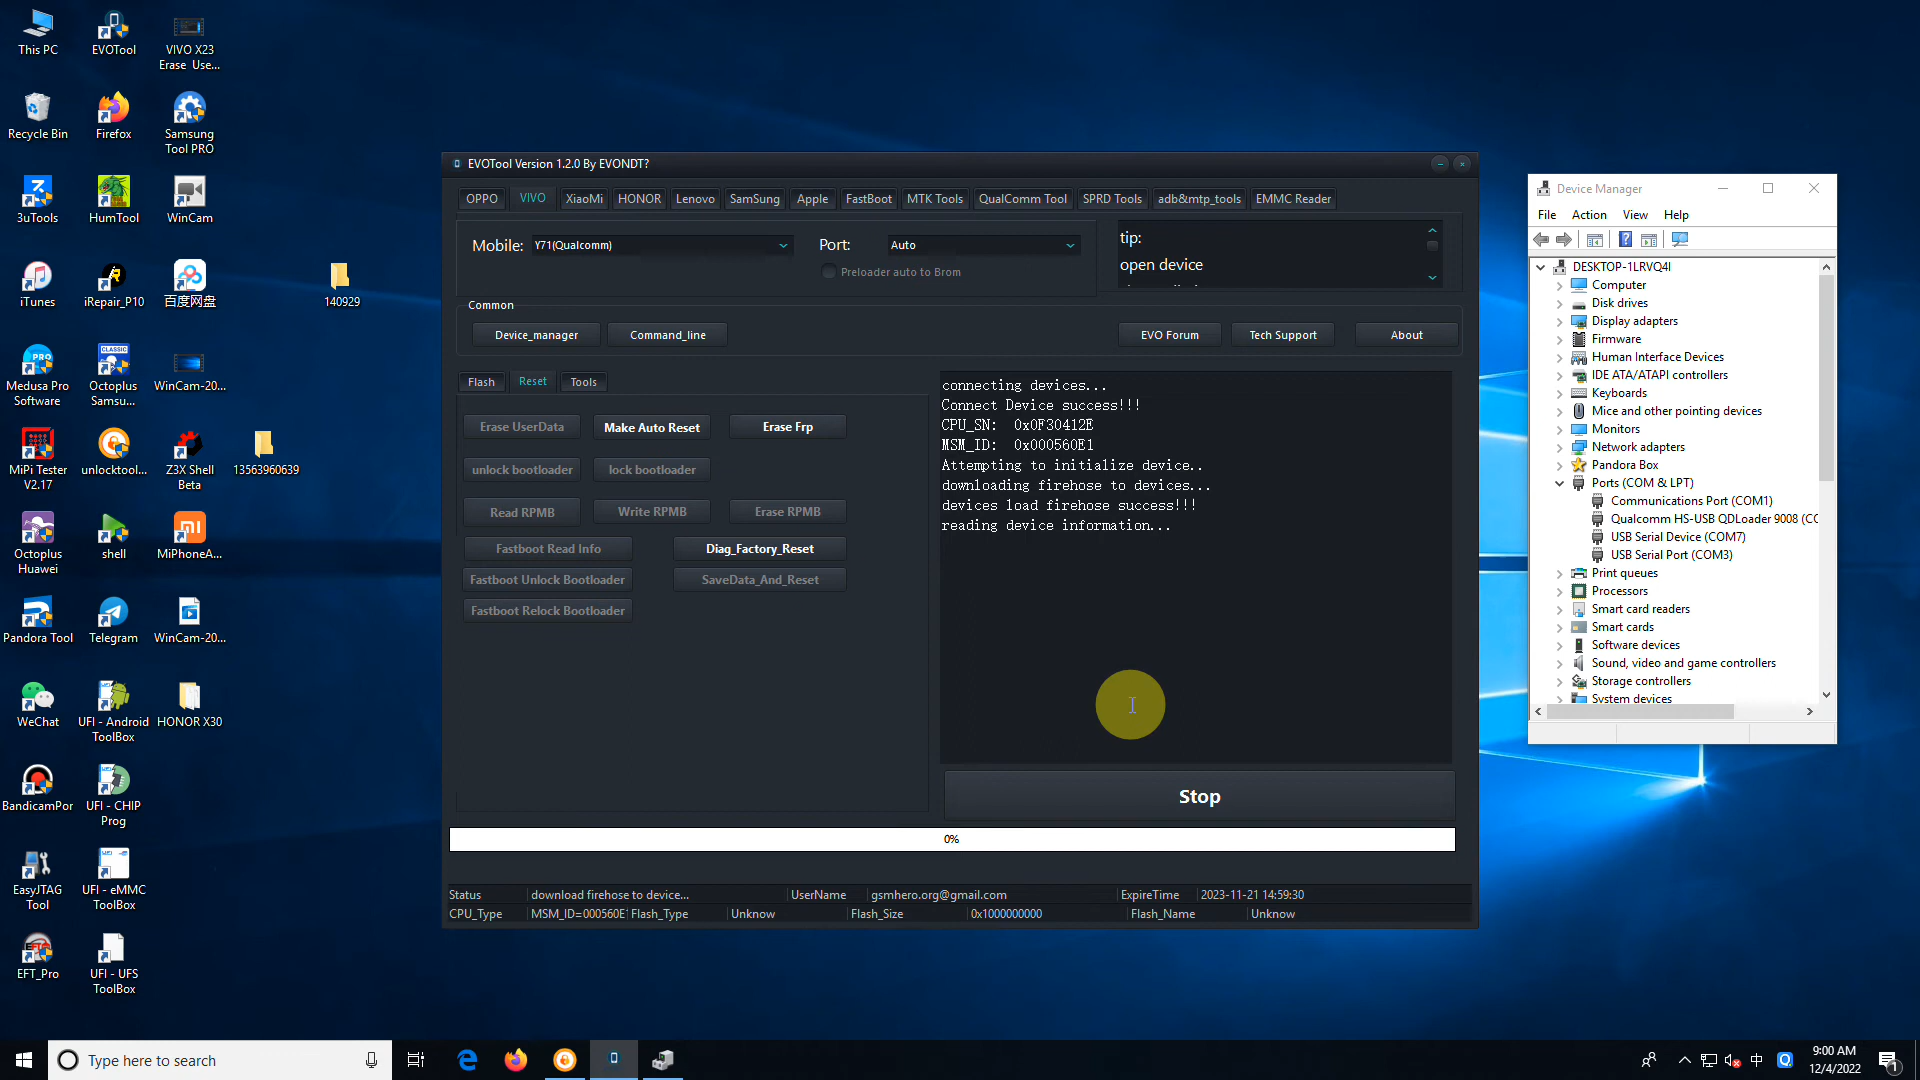 This PC
EVOTool
VIVO X23
Erase Use...
Recycle Bin
Firefox
Samsung
Tool PRO
3uTools
HumTool
WinCam
iTunes
iRepair_P10
百度网盘
140929
Medusa Pro
Software
Octoplus
Samsu...
WinCam-20...
MiPi Tester
V2.17
unlocktool...
Z3X Shell
Beta
13563960639
Octoplus
Huawei
shell
MiPhoneA...
Pandora Tool
Telegram
WinCam-20...
WeChat
UFI - Android
ToolBox
HONOR X30
BandicamPor
UFI - CHIP
Prog
EasyJTAG
Tool
UFI - eMMC
ToolBox
EFT_Pro
UFI - UFS
ToolBox
EVOTool Version 1.2.0 By EVONDT?
OPPO VIVO XiaoMi HONOR Lenovo SamSung Apple FastBoot MTK Tools QualComm Tool SPRD Tools adb&mtp_tools EMMC Reader
Mobile: Y71(Qualcomm) Port: Auto
Preloader auto to Brom
tip:
open device
Common
Device_manager Command_line EVO Forum Tech Support About
Flash Reset Tools
Erase UserData Make Auto Reset Erase Frp
unlock bootloader lock bootloader
Read RPMB Write RPMB Erase RPMB
Fastboot Read Info Diag_Factory_Reset
Fastboot Unlock Bootloader SaveData_And_Reset
Fastboot Relock Bootloader
connecting devices...
Connect Device success!!!
CPU_SN: 0x0F30412E
MSM_ID: 0x000560E1
Attempting to initialize device..
downloading firehose to devices...
devices load firehose success!!!
reading device information...
Stop
0%
Status download firehose to device... UserName gsmhero.org@gmail.com ExpireTime 2023-11-21 14:59:30
CPU_Type MSM_ID=000560E1 Flash_Type Unknow Flash_Size 0x1000000000 Flash_Name Unknow
Device Manager
File Action View Help
DESKTOP-1LRVQ4I
Computer
Disk drives
Display adapters
Firmware
Human Interface Devices
IDE ATA/ATAPI controllers
Keyboards
Mice and other pointing devices
Monitors
Network adapters
Pandora Box
Ports (COM & LPT)
Communications Port (COM1)
Qualcomm HS-USB QDLoader 9008 (CC
USB Serial Device (COM7)
USB Serial Port (COM3)
Print queues
Processors
Smart card readers
Smart cards
Software devices
Sound, video and game controllers
Storage controllers
System devices
Type here to search
中
9:00 AM
12/4/2022
1